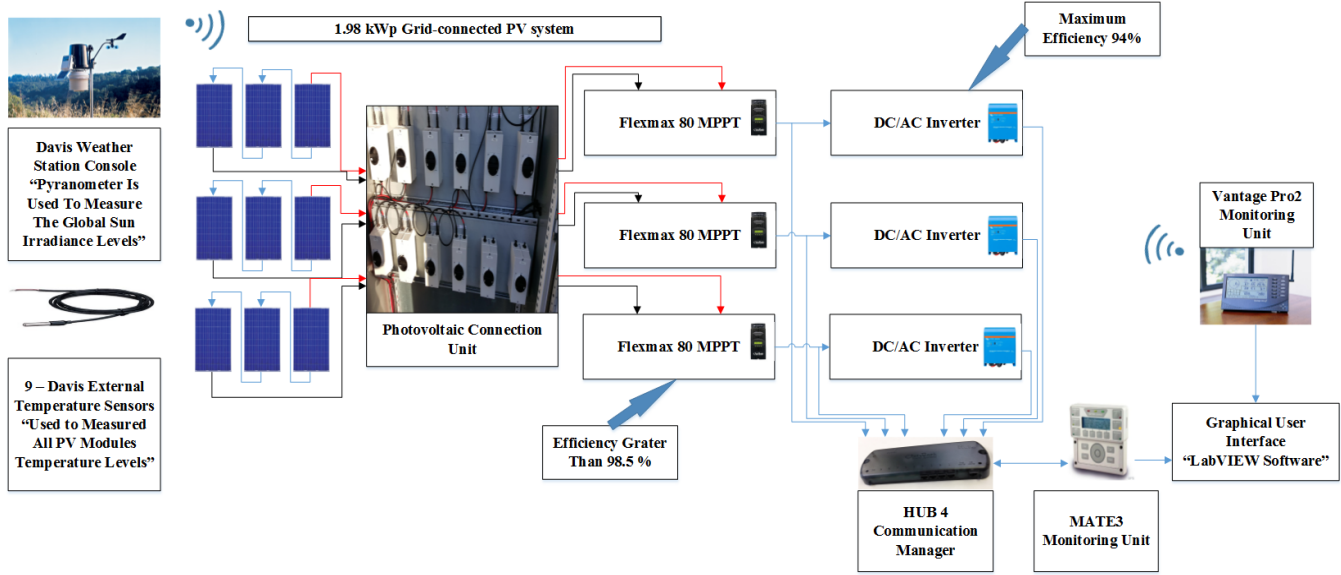 1.98 kWp Grid-connected PV system
Maximum
Efficiency 94%
Davis Weather
Station Console
“Pyranometer Is
Used To Measure
The Global Sun
Irradiance Levels”
9 – Davis External
Temperature Sensors
“Used to Measured
All PV Modules
Temperature Levels”
Photovoltaic Connection
Unit
Flexmax 80 MPPT
DC/AC Inverter
Flexmax 80 MPPT
DC/AC Inverter
Flexmax 80 MPPT
DC/AC Inverter
Efficiency Grater
Than 98.5 %
HUB 4
Communication
Manager
MATE3
Monitoring Unit
Vantage Pro2
Monitoring
Unit
Graphical User
Interface
“LabVIEW Software”